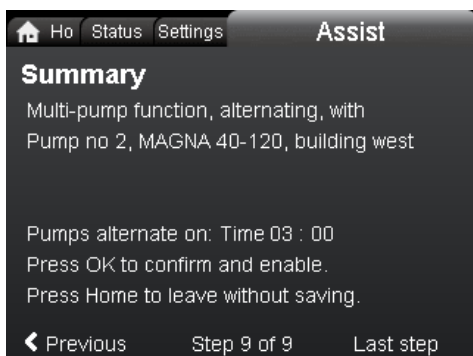 Ho Status Settings Assist
Summary
Multi-pump function, alternating, with
Pump no 2, MAGNA 40-120, building west
Pumps alternate on: Time 03 : 00
Press OK to confirm and enable.
Press Home to leave without saving.
Previous Step 9 of 9 Last step